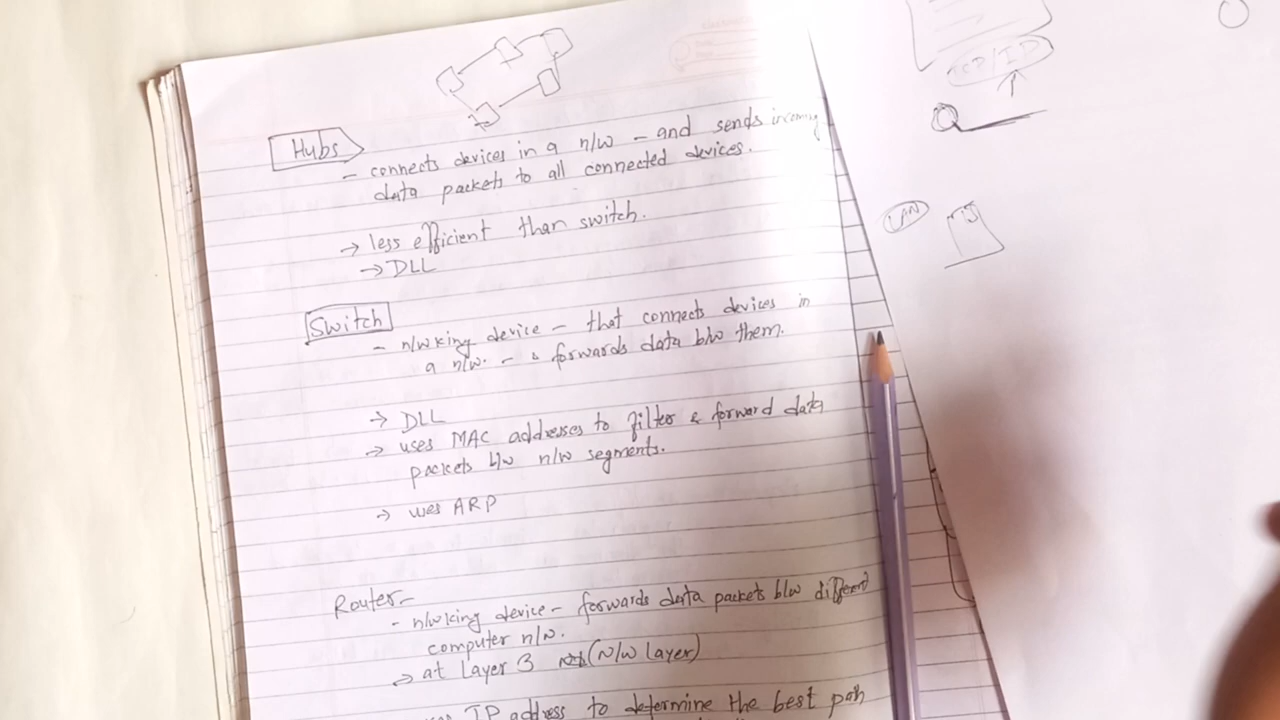 Hubs
- connects devices in a n/w - and sends incoming
data packets to all connected devices.
→ less efficient than switch.
→ DLL
Switch
- n/wking device - that connects devices in
a n/w. - & forwards data b/w them.
→ DLL
→ uses MAC addresses to filter & forward data
packets b/w n/w segments.
→ uses ARP
Router-
- n/wking device - forwards data packets b/w different
computer n/w.
→ at Layer 3 (N/W layer)
IP address to determine the best path
TCP/IP
LAN